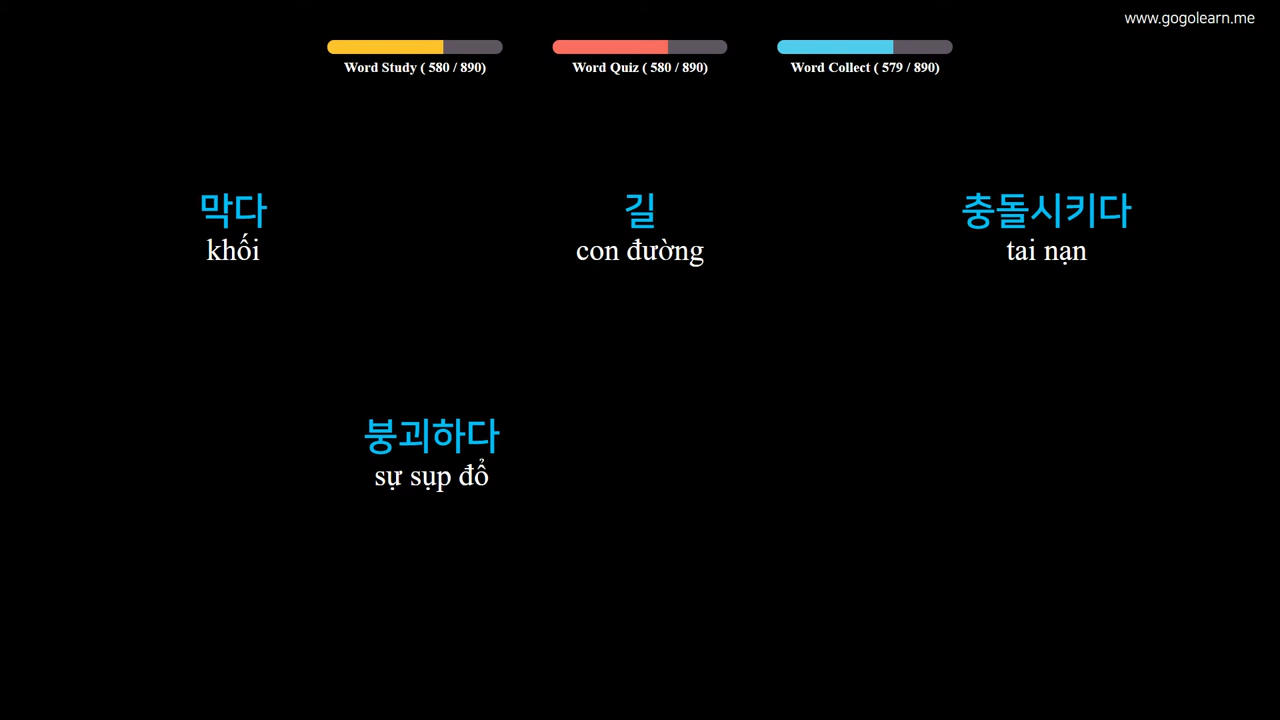 www.gogolearn.me
Word Study ( 580 / 890)
Word Quiz ( 580 / 890)
Word Collect ( 579 / 890)
막다
khối
길
con đường
충돌시키다
tai nạn
붕괴하다
sự sụp đổ